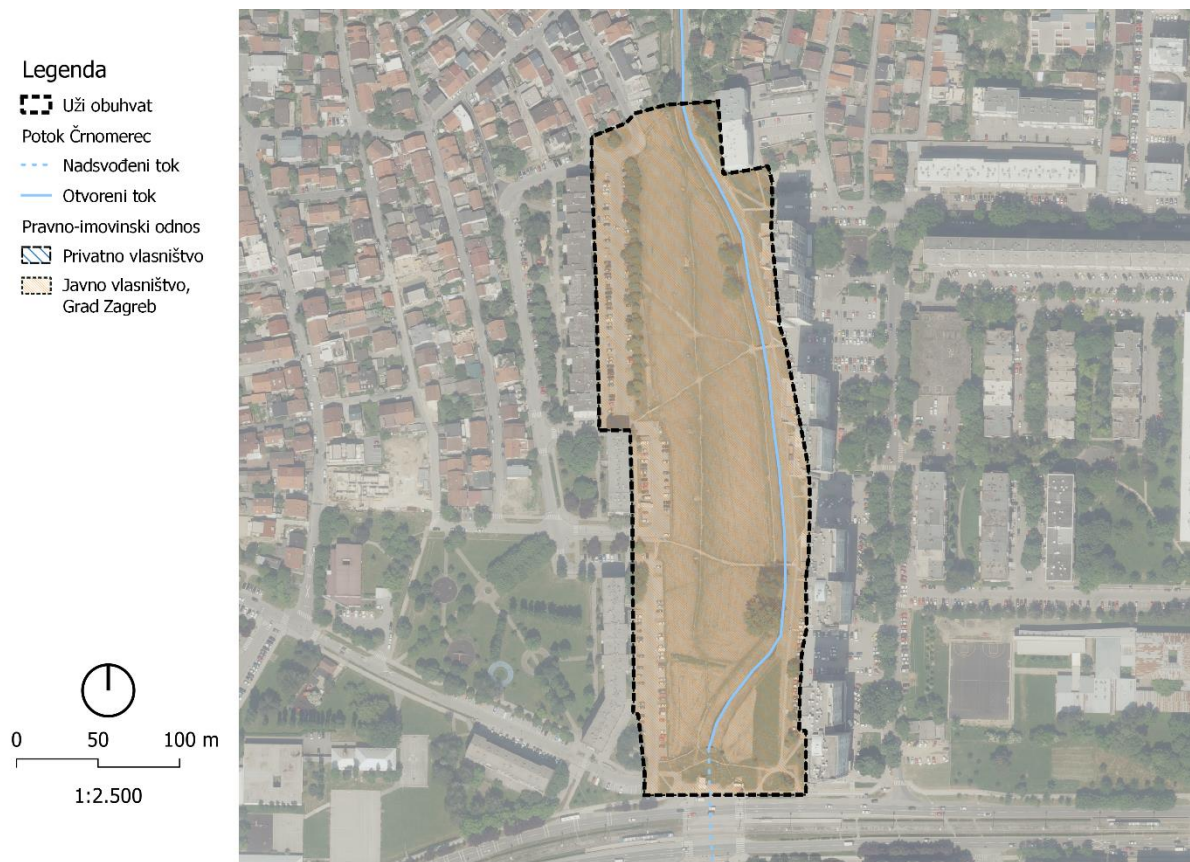 Legenda
Uži obuhvat
Potok Črnomerec
Nadsvođeni tok
Otvoreni tok
Pravno-imovinski odnos
Privatno vlasništvo
Javno vlasništvo,
Grad Zagreb
0 50 100 m
1:2.500